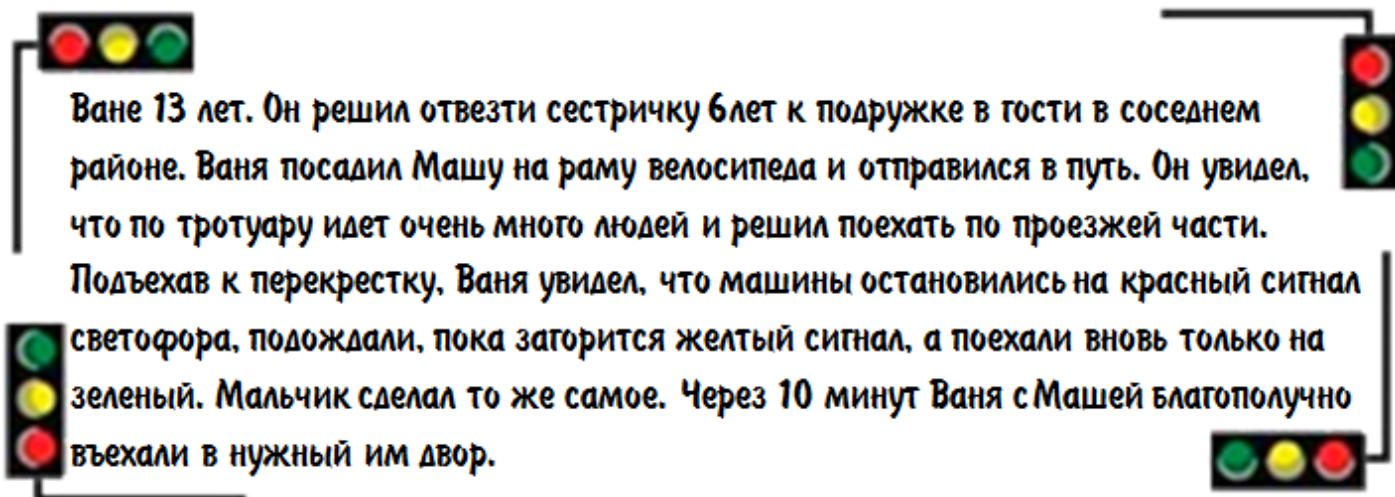 Ване 13 лет. Он решил отвезти сестричку 6лет к подружке в гости в соседнем
районе. Ваня посадил Машу на раму велосипеда и отправился в путь. Он увидел,
что по тротуару идет очень много людей и решил поехать по проезжей части.
Подъехав к перекрестку, Ваня увидел, что машины остановились на красный сигнал
светофора, подождали, пока загорится желтый сигнал, а поехали вновь только на
зеленый. Мальчик сделал то же самое. Через 10 минут Ваня с Машей благополучно
въехали в нужный им двор.